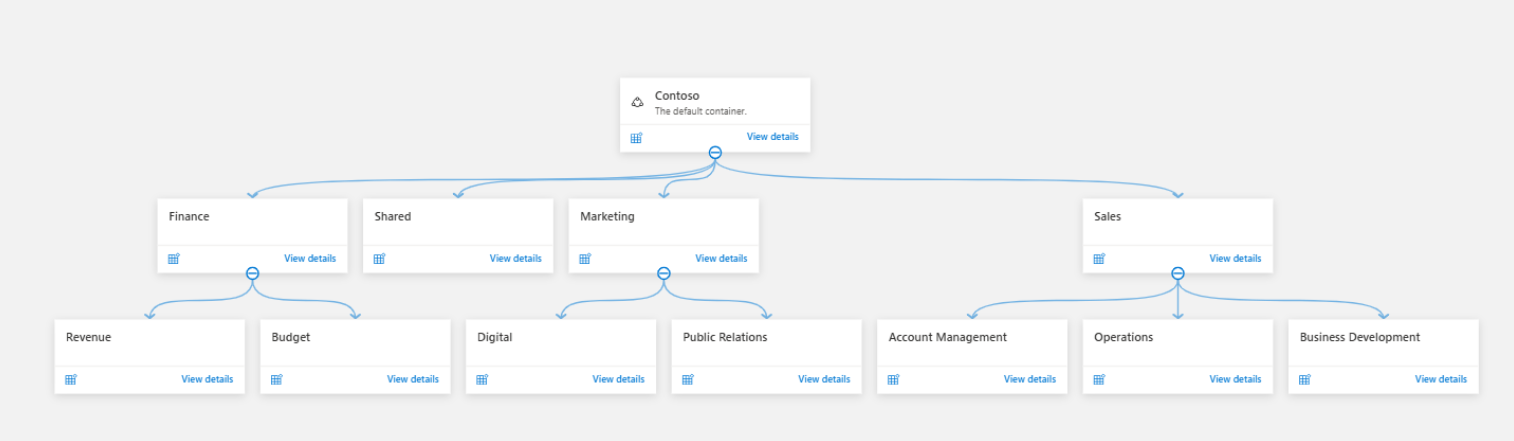 Contoso
The default container.
View details
Finance
Shared
Marketing
Sales
View details
View details
View details
View details
Revenue
Budget
Digital
Public Relations
Account Management
Operations
Business Development
View details
View details
View details
View details
View details
View details
View details